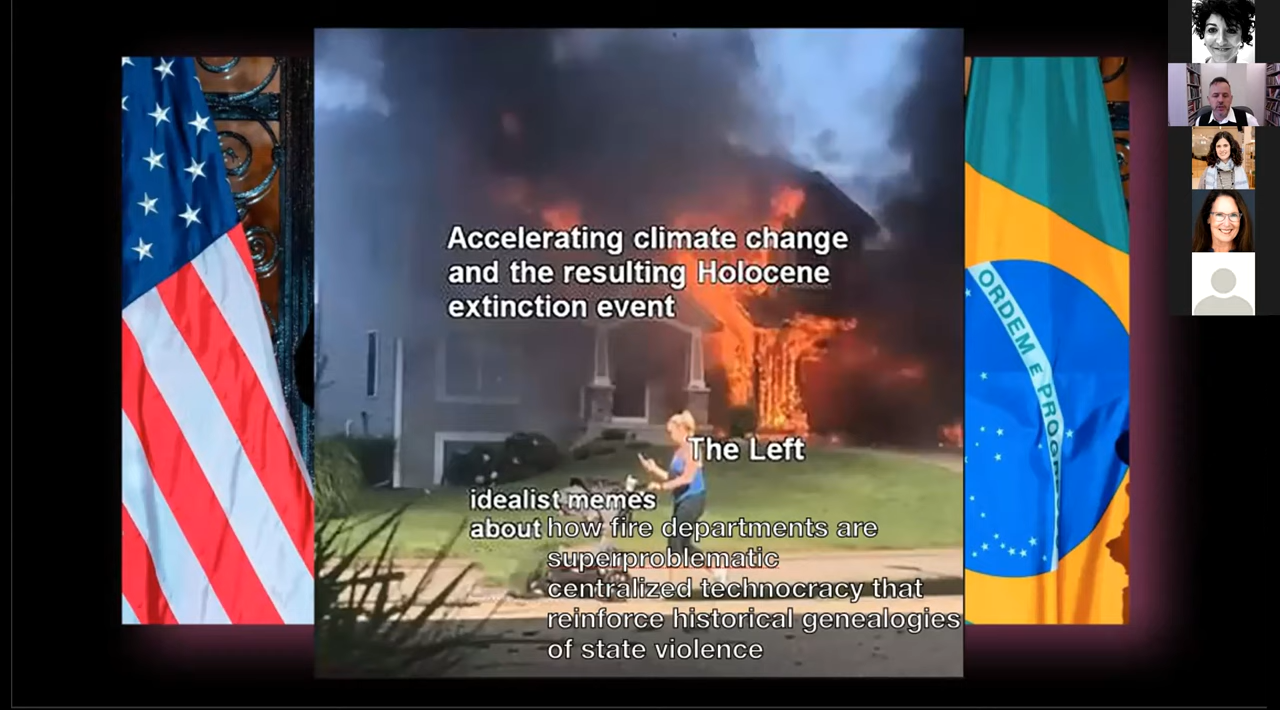 Accelerating climate change
and the resulting Holocene
extinction event
The Left
idealist memes
about how fire departments are
superproblematic
centralized technocracy that
reinforce historical genealogies
of state violence
ORDEM E PROG